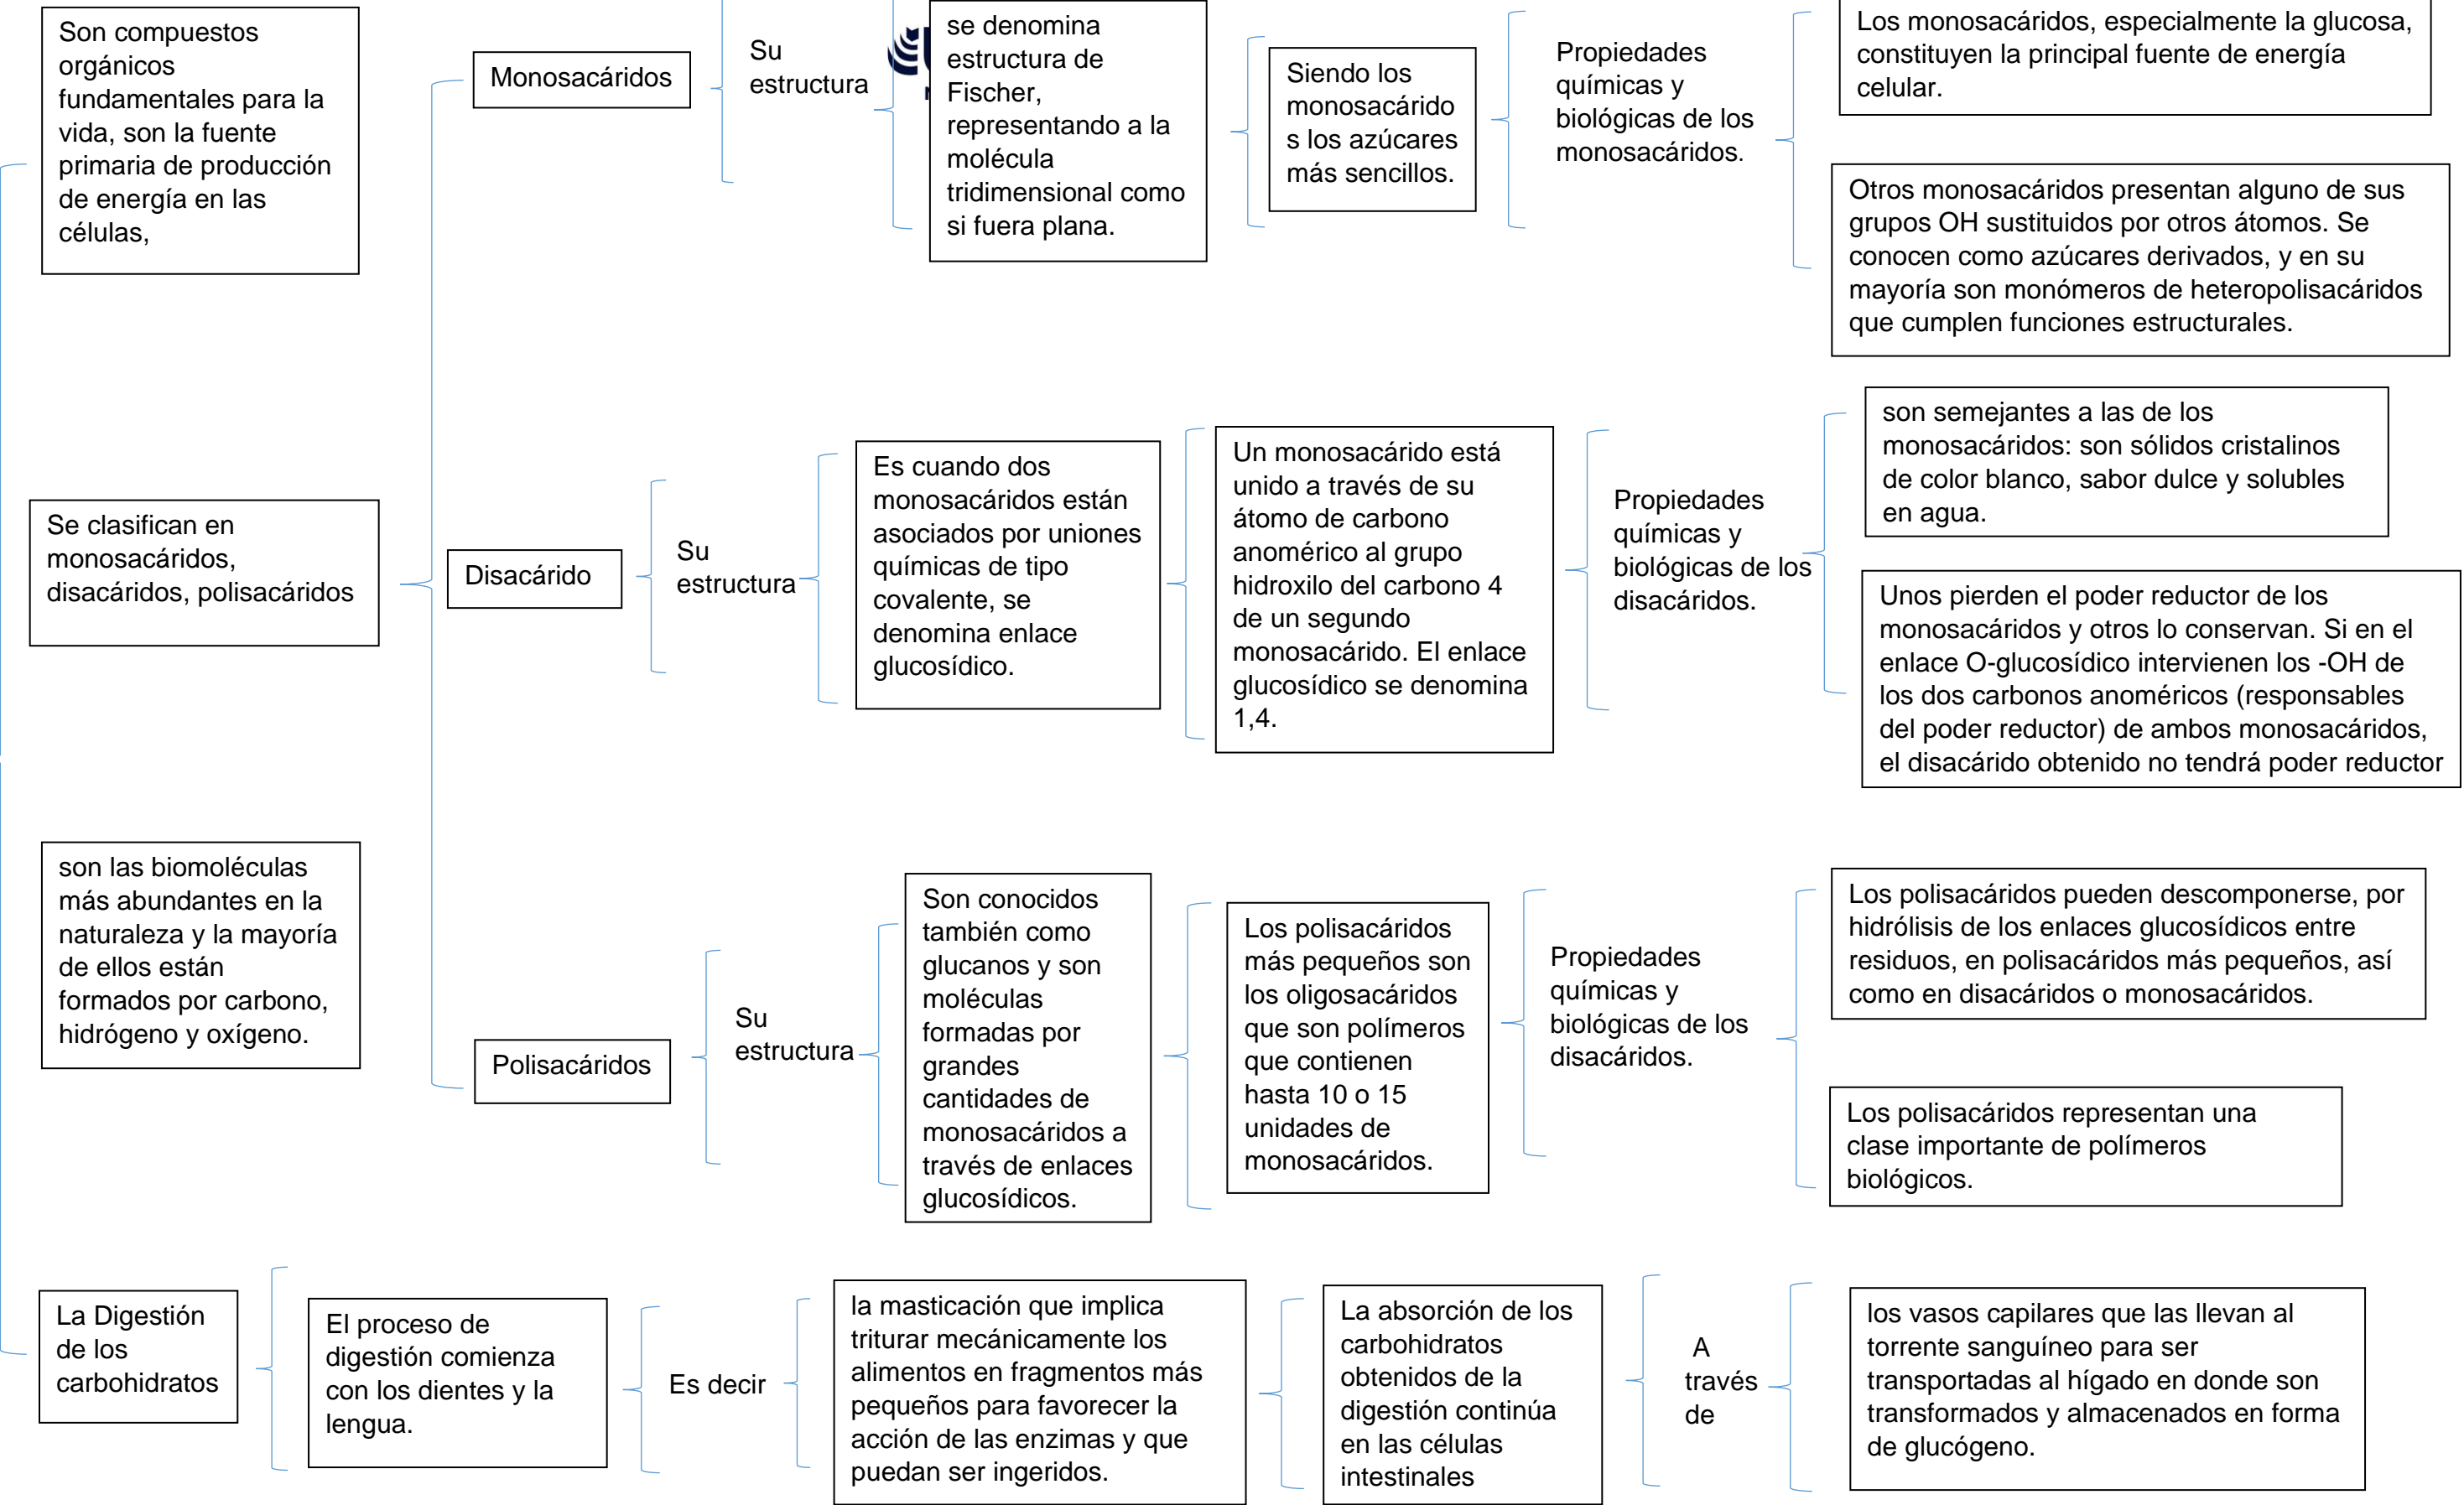 Son compuestos
orgánicos
fundamentales para la
vida, son la fuente
primaria de producción
de energía en las
células,
Se clasifican en
monosacáridos,
disacáridos, polisacáridos
son las biomoléculas
más abundantes en la
naturaleza y la mayoría
de ellos están
formados por carbono,
hidrógeno y oxígeno.
Monosacáridos
Su
estructura
se denomina
estructura de
Fischer,
representando a la
molécula
tridimensional como
si fuera plana.
Siendo los
monosacárido
s los azúcares
más sencillos.
Propiedades
químicas y
biológicas de los
monosacáridos.
Los monosacáridos, especialmente la glucosa,
constituyen la principal fuente de energía
celular.
Otros monosacáridos presentan alguno de sus
grupos OH sustituidos por otros átomos. Se
conocen como azúcares derivados, y en su
mayoría son monómeros de heteropolisacáridos
que cumplen funciones estructurales.
Disacárido
Su
estructura
Es cuando dos
monosacáridos están
asociados por uniones
químicas de tipo
covalente, se
denomina enlace
glucosídico.
Un monosacárido está
unido a través de su
átomo de carbono
anomérico al grupo
hidroxilo del carbono 4
de un segundo
monosacárido. El enlace
glucosídico se denomina
1,4.
Propiedades
químicas y
biológicas de los
disacáridos.
son semejantes a las de los
monosacáridos: son sólidos cristalinos
de color blanco, sabor dulce y solubles
en agua.
Unos pierden el poder reductor de los
monosacáridos y otros lo conservan. Si en el
enlace O-glucosídico intervienen los -OH de
los dos carbonos anoméricos (responsables
del poder reductor) de ambos monosacáridos,
el disacárido obtenido no tendrá poder reductor
Polisacáridos
Su
estructura
Son conocidos
también como
glucanos y son
moléculas
formadas por
grandes
cantidades de
monosacáridos a
través de enlaces
glucosídicos.
Los polisacáridos
más pequeños son
los oligosacáridos
que son polímeros
que contienen
hasta 10 o 15
unidades de
monosacáridos.
Propiedades
químicas y
biológicas de los
disacáridos.
Los polisacáridos pueden descomponerse, por
hidrólisis de los enlaces glucosídicos entre
residuos, en polisacáridos más pequeños, así
como en disacáridos o monosacáridos.
Los polisacáridos representan una
clase importante de polímeros
biológicos.
La Digestión
de los
carbohidratos
El proceso de
digestión comienza
con los dientes y la
lengua.
Es decir
la masticación que implica
triturar mecánicamente los
alimentos en fragmentos más
pequeños para favorecer la
acción de las enzimas y que
puedan ser ingeridos.
La absorción de los
carbohidratos
obtenidos de la
digestión continúa
en las células
intestinales
A
través
de
los vasos capilares que las llevan al
torrente sanguíneo para ser
transportadas al hígado en donde son
transformados y almacenados en forma
de glucógeno.